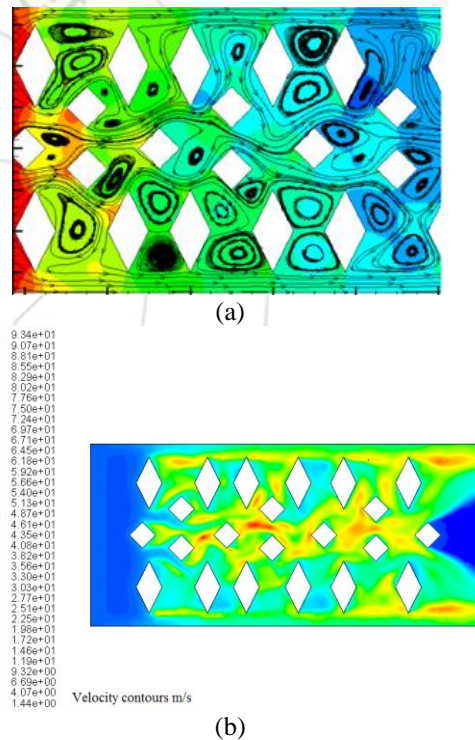 (a)
9.34e+01
9.07e+01
8.81e+01
8.55e+01
8.29e+01
8.02e+01
7.76e+01
7.50e+01
7.24e+01
6.97e+01
6.71e+01
6.45e+01
6.18e+01
5.92e+01
5.66e+01
5.40e+01
5.13e+01
4.87e+01
4.61e+01
4.35e+01
4.08e+01
3.82e+01
3.56e+01
3.30e+01
3.03e+01
2.77e+01
2.51e+01
2.25e+01
1.98e+01
1.72e+01
1.46e+01
1.19e+01
9.32e+00
6.69e+00
4.07e+00
1.44e+00
Velocity contours m/s
(b)